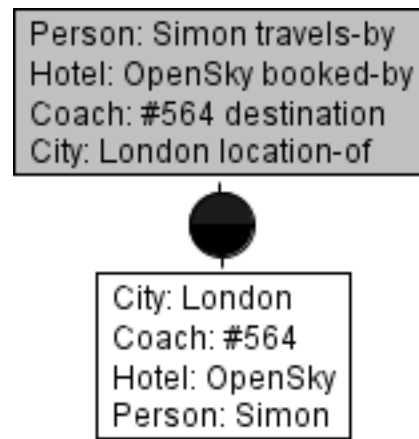 Person: Simon travels-by
Hotel: OpenSky booked-by
Coach: #564 destination
City: London location-of
City: London
Coach: #564
Hotel: OpenSky
Person: Simon